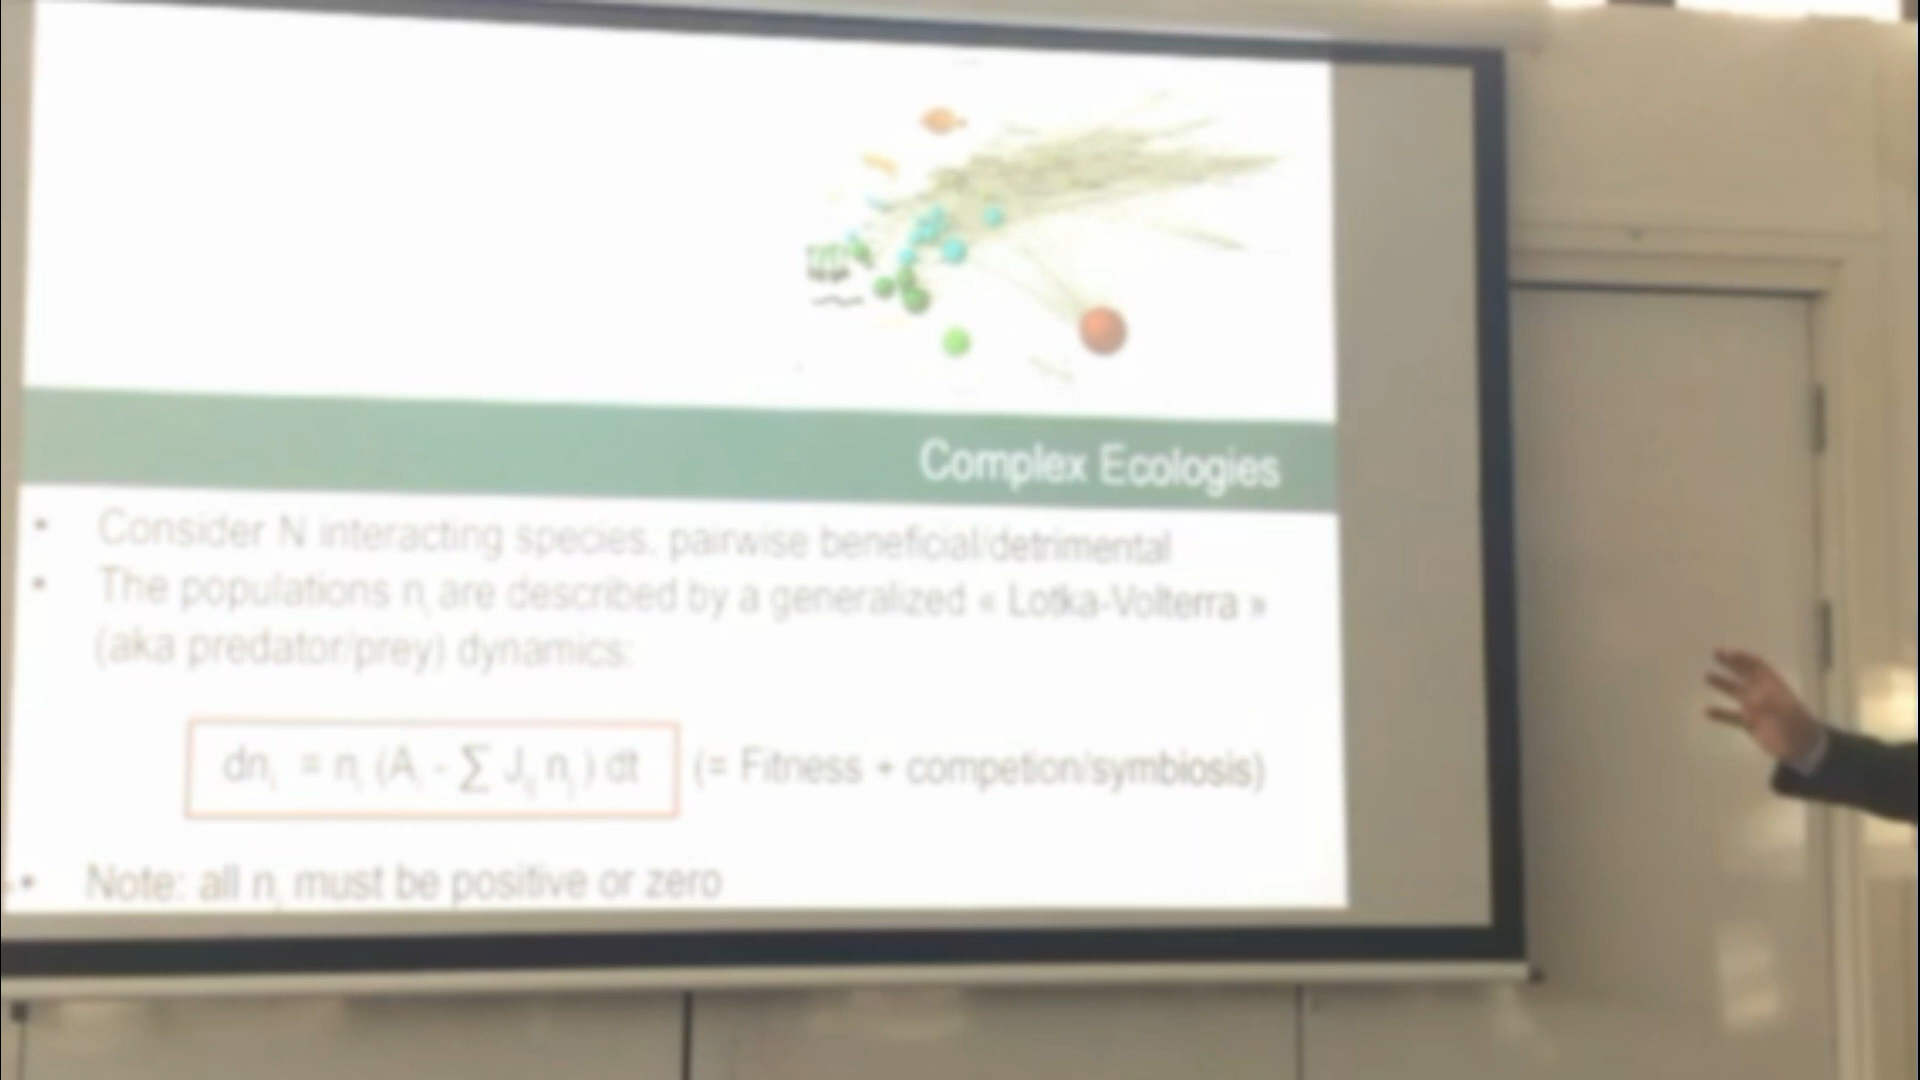 Complex Ecologies
• Consider N interacting species, pairwise beneficial/detrimental
• The populations nᵢ are described by a generalized « Lotka-Volterra »
(aka predator/prey) dynamics:
dnᵢ = nᵢ (Aᵢ - ∑ Jᵢⱼ nⱼ) dt (= Fitness + competion/symbiosis)
• Note: all nᵢ must be positive or zero